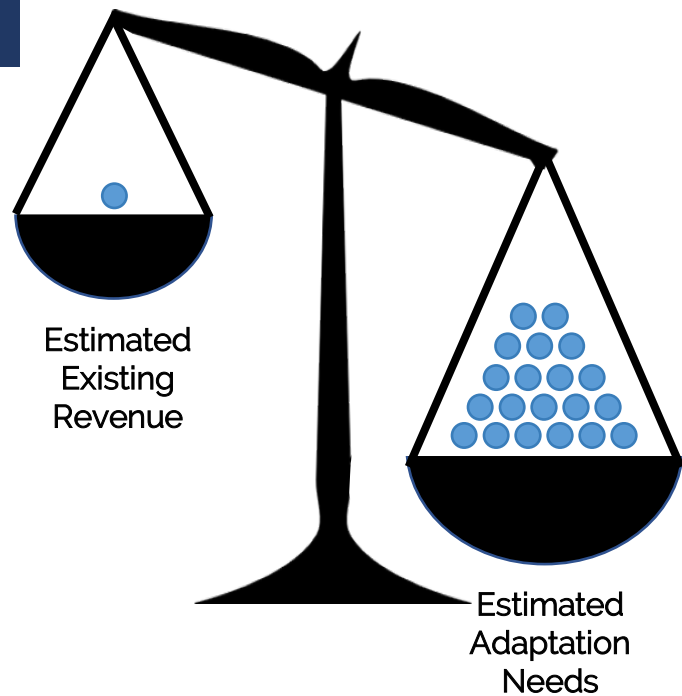 Estimated
Existing
Revenue
Estimated
Adaptation
Needs